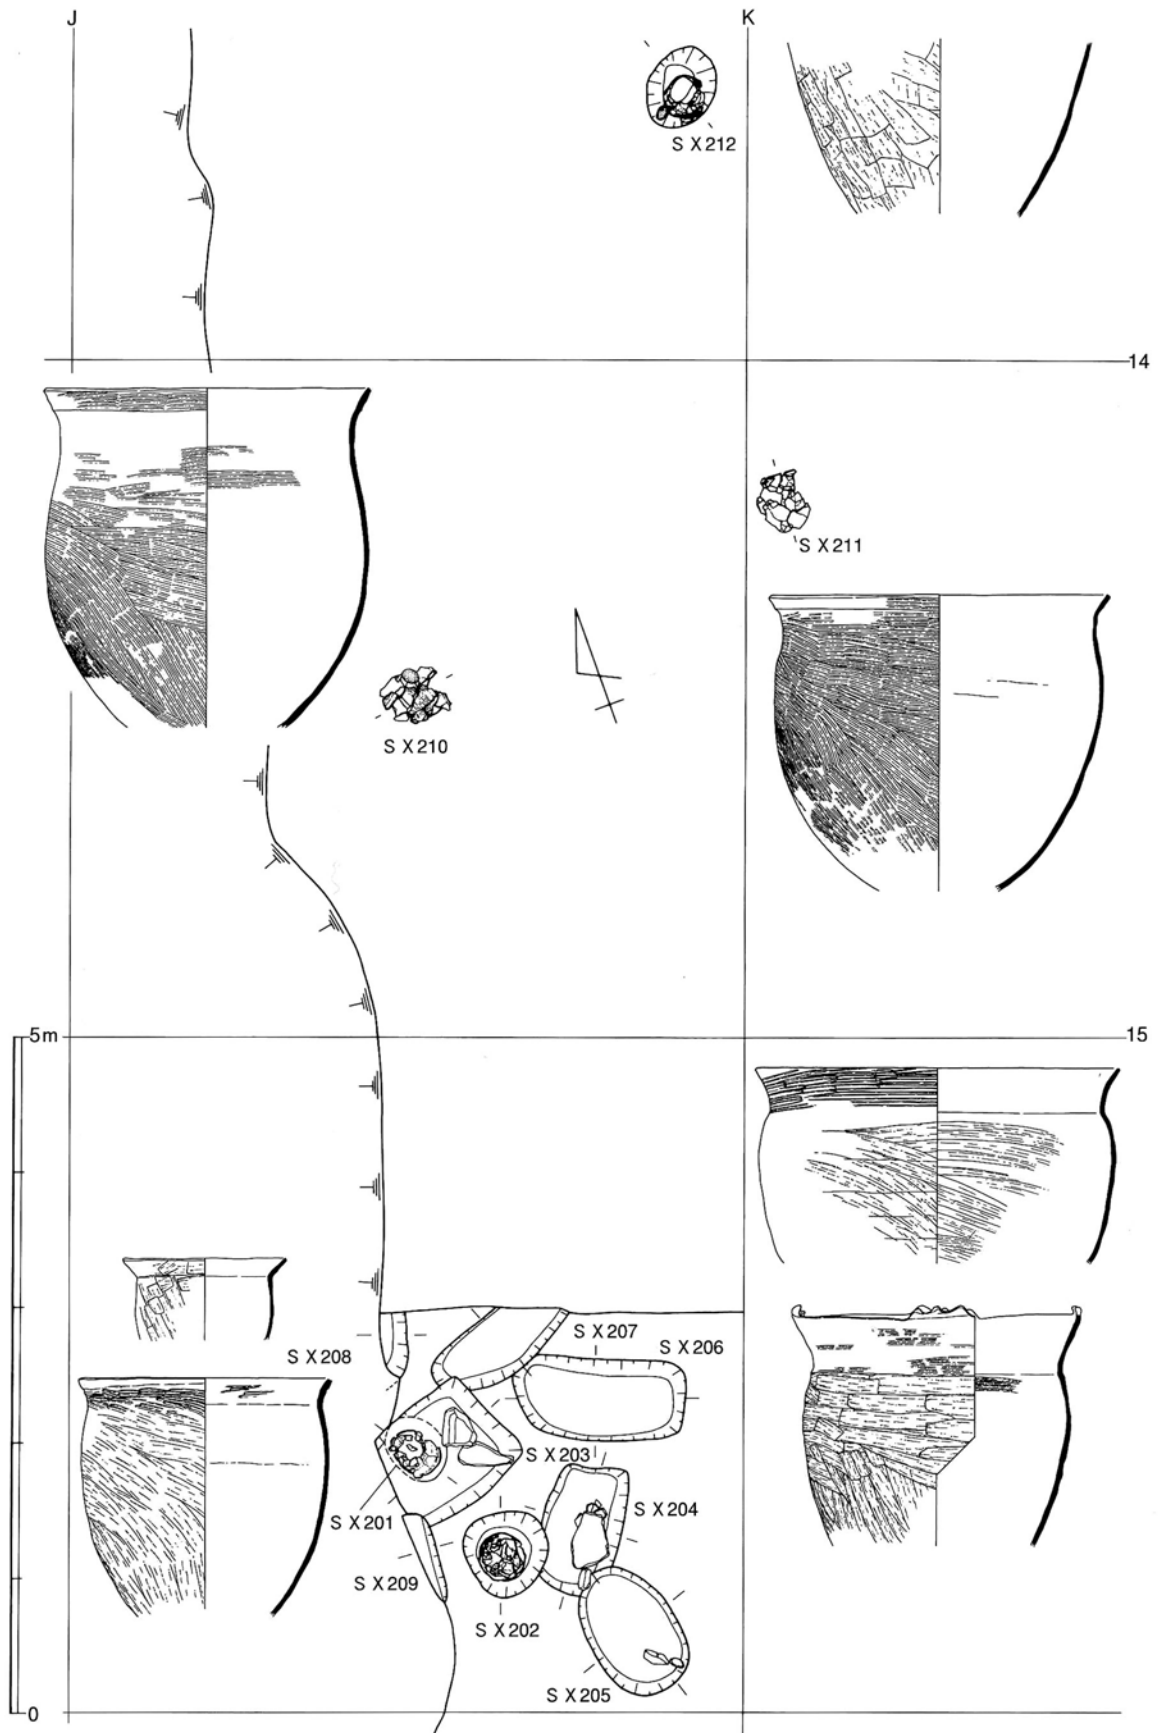 J
K
S X 212
14
S X 211
S X 210
5m
15
S X 207
S X 206
S X 208
S X 203
S X 204
S X 201
S X 209
S X 202
S X 205
0